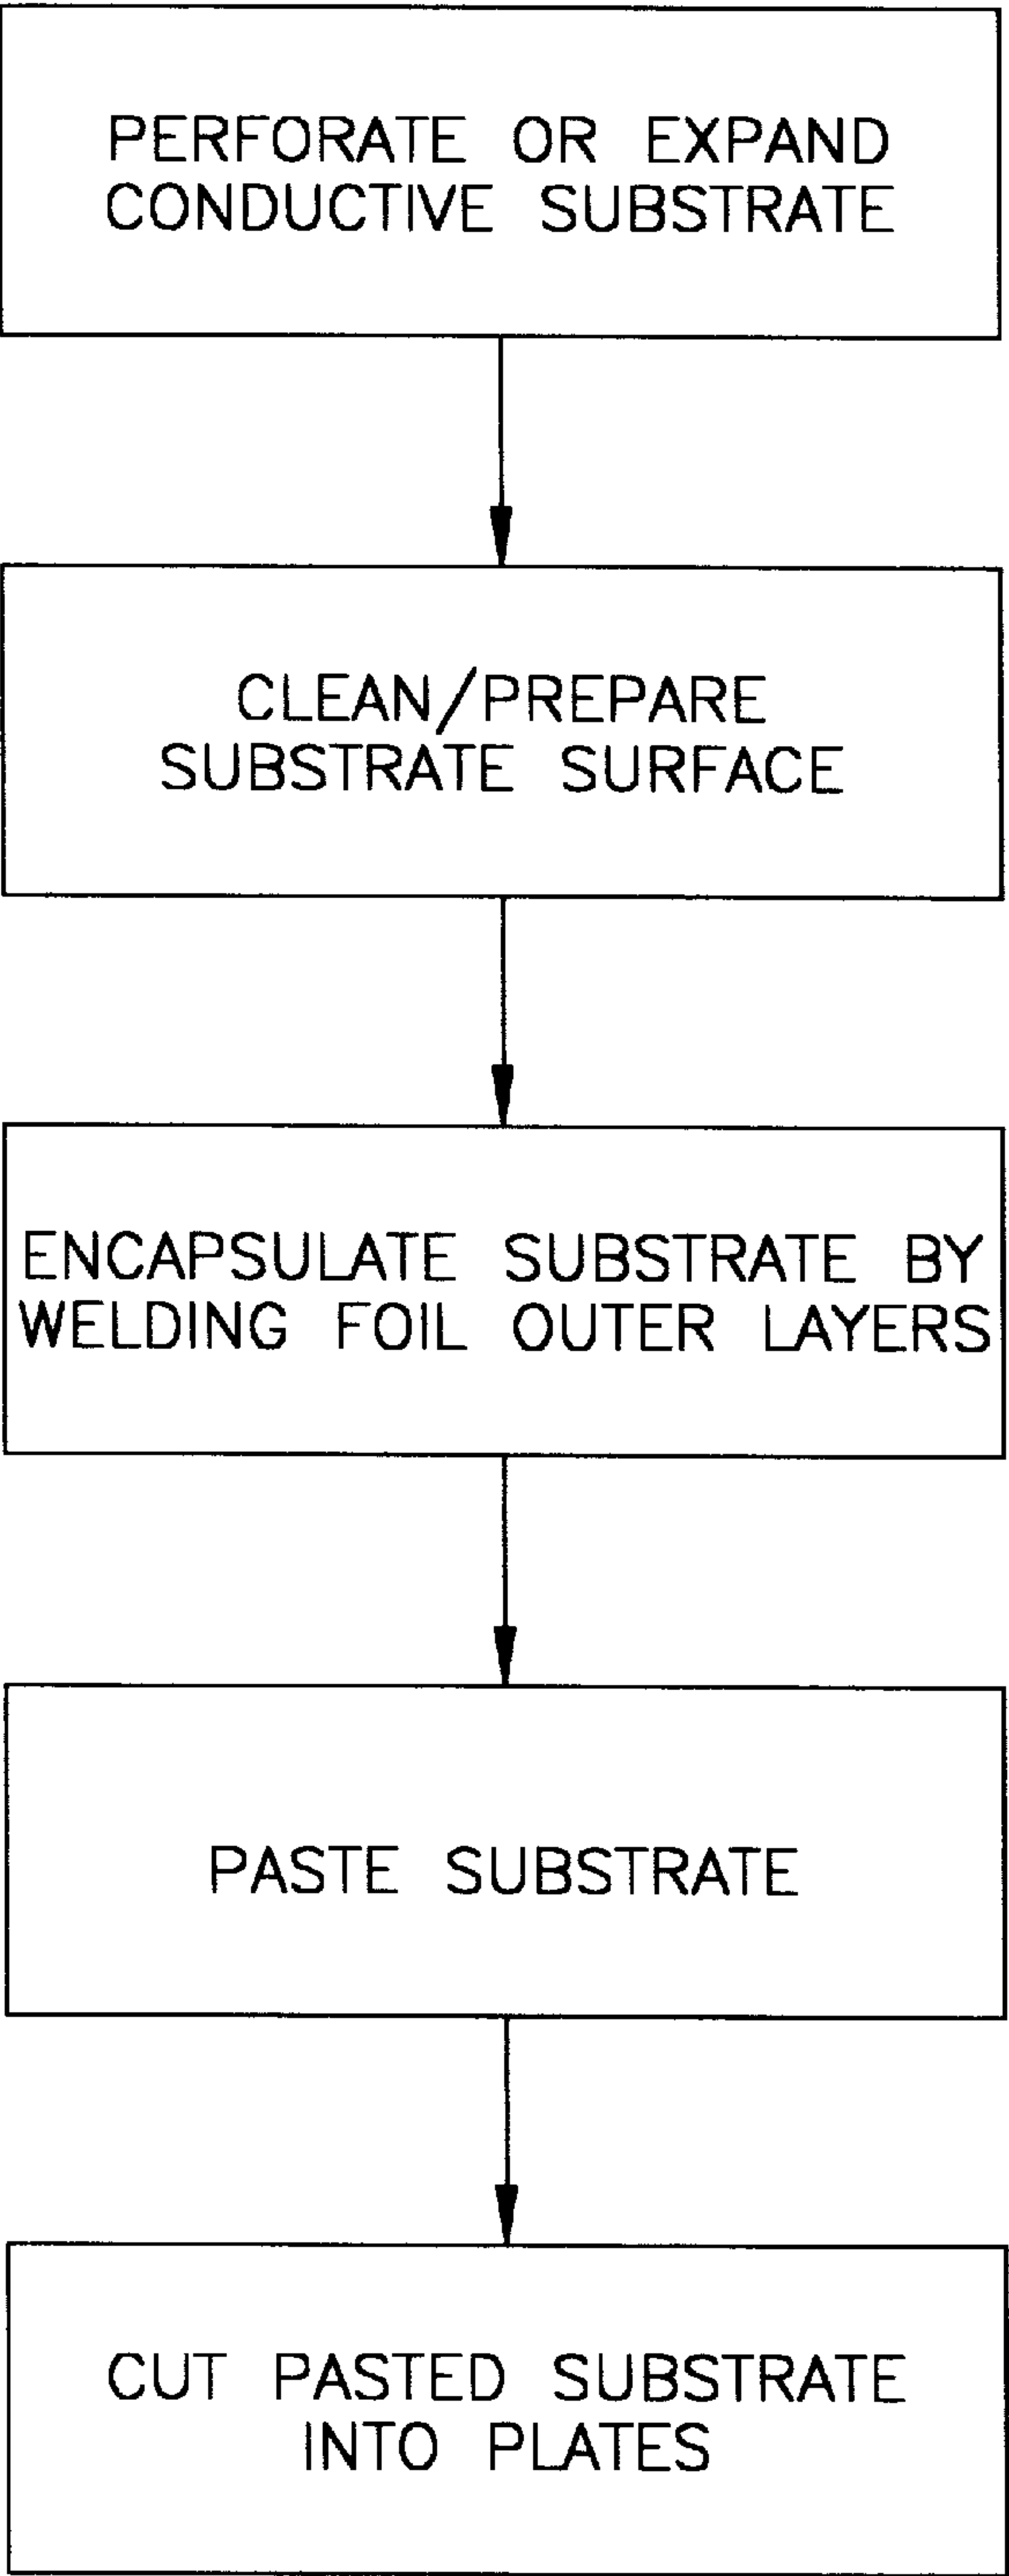 PERFORATE OR EXPAND
CONDUCTIVE SUBSTRATE
CLEAN/PREPARE
SUBSTRATE SURFACE
ENCAPSULATE SUBSTRATE BY
WELDING FOIL OUTER LAYERS
PASTE SUBSTRATE
CUT PASTED SUBSTRATE
INTO PLATES